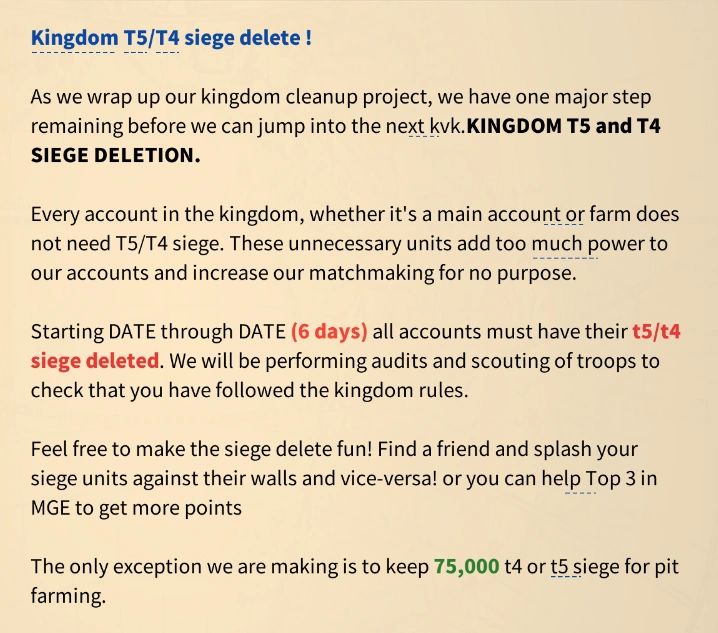 Kingdom T5/T4 siege delete !
As we wrap up our kingdom cleanup project, we have one major step
remaining before we can jump into the next kvk.KINGDOM T5 and T4
SIEGE DELETION.
Every account in the kingdom, whether it's a main account or farm does
not need T5/T4 siege. These unnecessary units add too much power to
our accounts and increase our matchmaking for no purpose.
Starting DATE through DATE (6 days) all accounts must have their t5/t4
siege deleted. We will be performing audits and scouting of troops to
check that you have followed the kingdom rules.
Feel free to make the siege delete fun! Find a friend and splash your
siege units against their walls and vice-versa! or you can help Top 3 in
MGE to get more points
The only exception we are making is to keep 75,000 t4 or t5 siege for pit
farming.